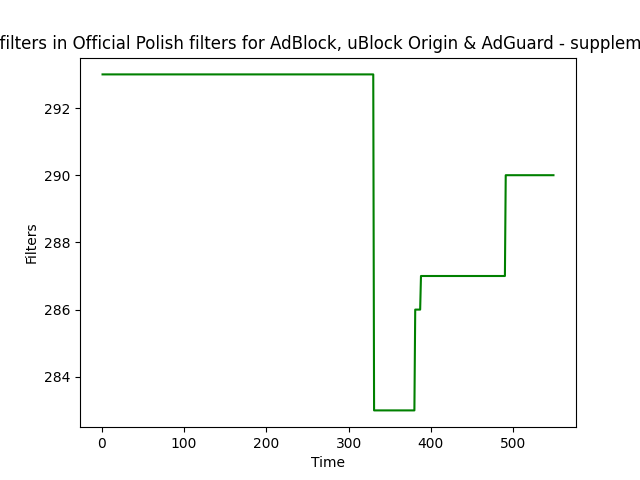 filters in Official Polish filters for AdBlock, uBlock Origin & AdGuard - supplem
292
290
288
286
284
Filters
0 100 200 300 400 500
Time